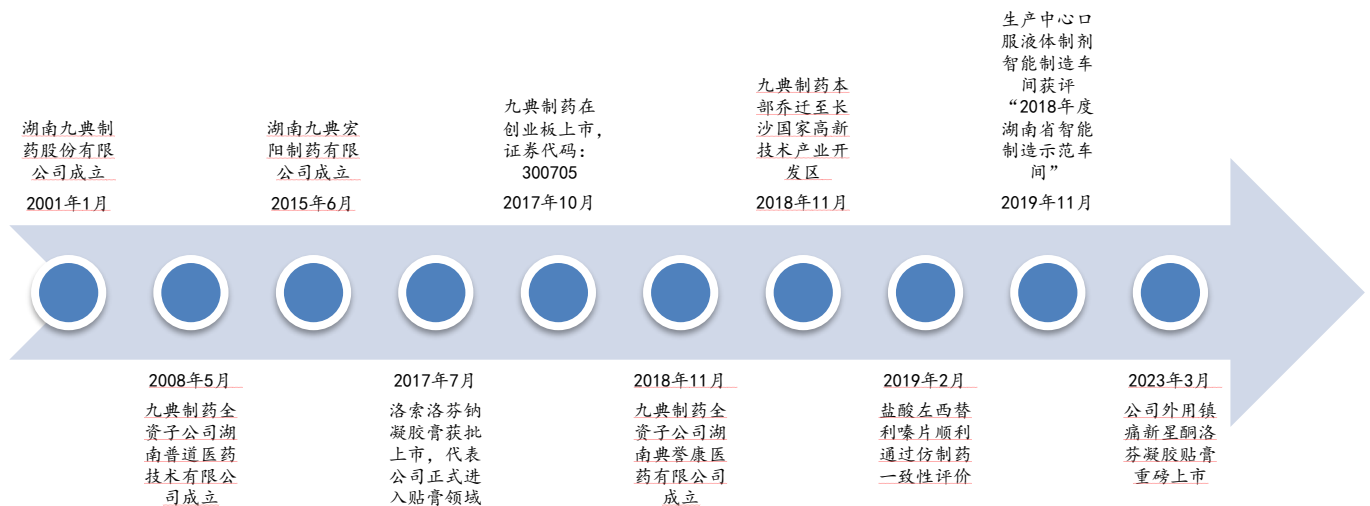 湖南九典制
药股份有限
公司成立
2001年1月
2008年5月
九典制药全
资子公司湖
南普道医药
技术有限公
司成立
湖南九典宏
阳制药有限
公司成立
2015年6月
2017年7月
洛索洛芬钠
凝胶膏获批
上市，代表
公司正式进
入贴膏领域
九典制药在
创业板上市，
证券代码：
300705
2017年10月
2018年11月
九典制药全
资子公司湖
南典誉康医
药有限公司
成立
九典制药本
部乔迁至长
沙国家高新
技术产业开
发区
2018年11月
2019年2月
盐酸左西替
利嗪片顺利
通过仿制药
一致性评价
生产中心口
服液体制剂
智能制造车
间获评
“2018年度
湖南省智能
制造示范车
间”
2019年11月
2023年3月
公司外用镇
痛新星酮洛
芬凝胶贴膏
重磅上市